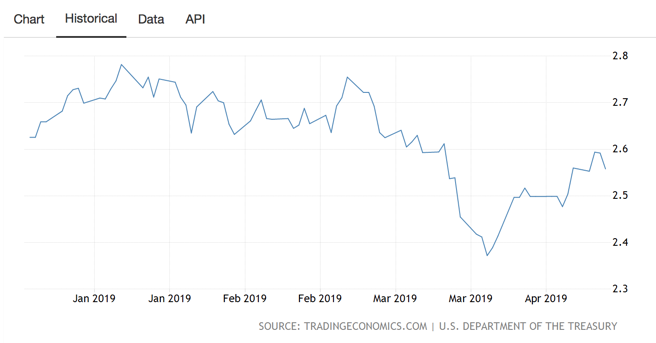 Chart Historical Data API
2.8
2.7
2.6
2.5
2.4
2.3
Jan 2019 Jan 2019 Feb 2019 Feb 2019 Mar 2019 Mar 2019 Apr 2019
SOURCE: TRADINGECONOMICS.COM | U.S. DEPARTMENT OF THE TREASURY